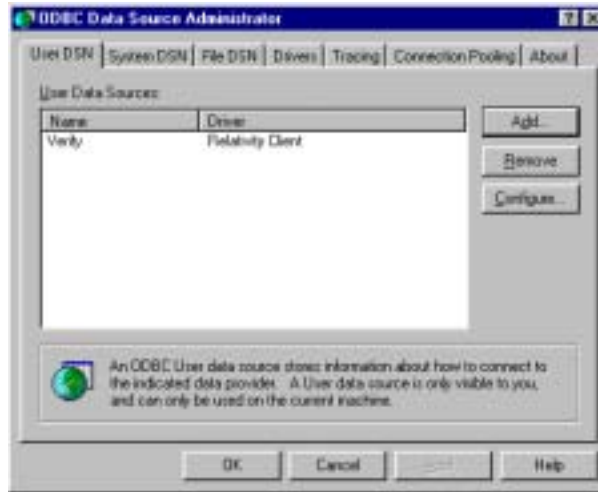 ODBC Data Source Administrator
User DSN System DSN File DSN Drivers Tracing Connection Pooling About
User Data Sources:
Name Driver Add...
Verify Relativity Client
Remove
Configure...
An ODBC User data source stores information about how to connect to
the indicated data provider. A User data source is only visible to you,
and can only be used on the current machine.
OK Cancel Help